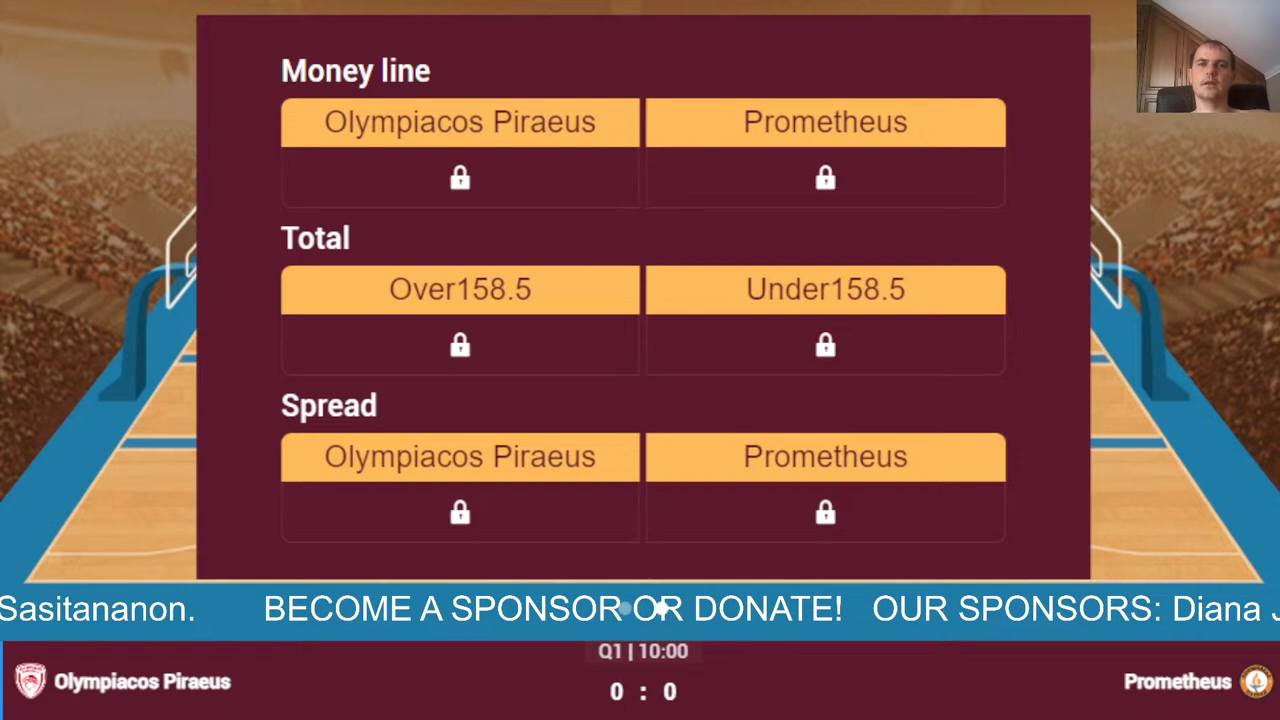 Money line
Olympiacos Piraeus
Prometheus
Total
Over158.5
Under158.5
Spread
Olympiacos Piraeus
Prometheus
Sasitananon. BECOME A SPONSOR OR DONATE! OUR SPONSORS: Diana J
Q1 | 10:00
Olympiacos Piraeus
0 : 0
Prometheus